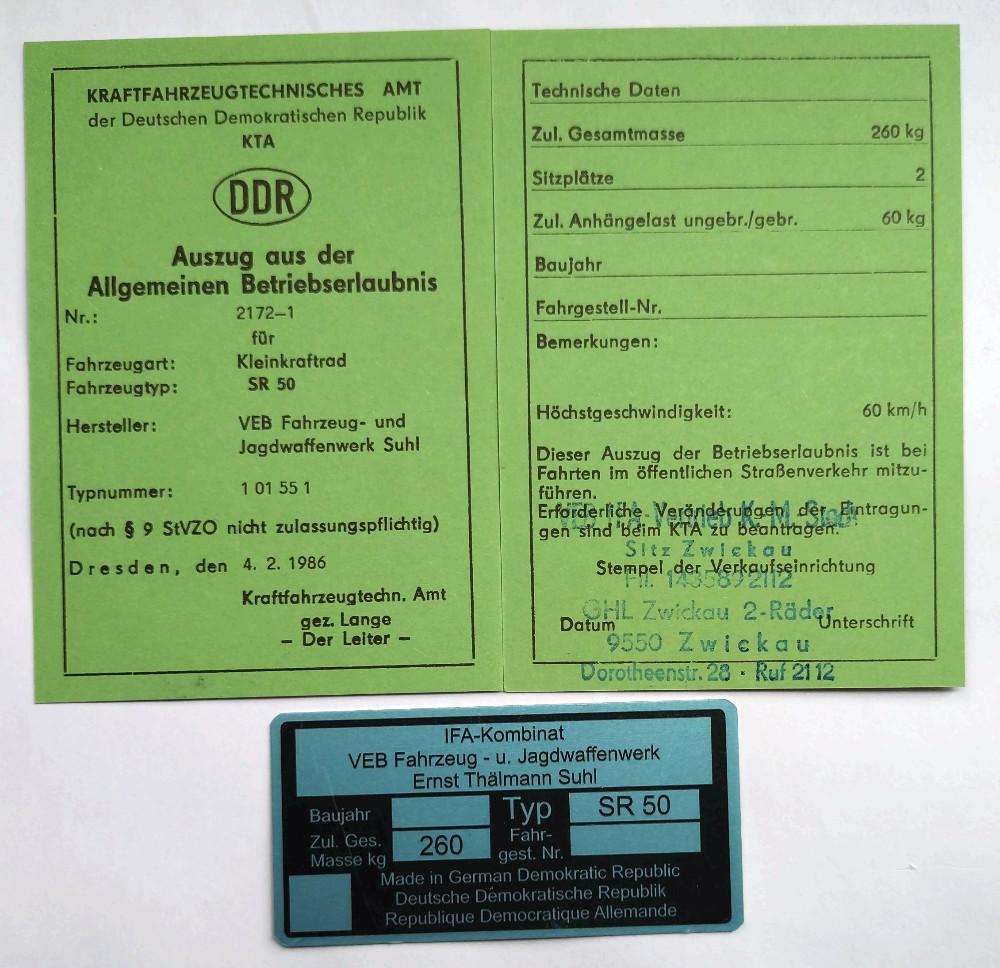 KRAFTFAHRZEUGTECHNISCHES AMT
der Deutschen Demokratischen Republik
KTA
DDR
Auszug aus der
Allgemeinen Betriebserlaubnis
Nr.: 2172-1
für
Fahrzeugart: Kleinkraftrad
Fahrzeugtyp: SR 50
Hersteller: VEB Fahrzeug- und
Jagdwaffenwerk Suhl
Typnummer: 1 01 55 1
(nach § 9 StVZO nicht zulassungspflichtig)
Dresden, den 4. 2. 1986
Kraftfahrzeugtechn. Amt
gez. Lange
– Der Leiter –
Technische Daten
Zul. Gesamtmasse 260 kg
Sitzplätze 2
Zul. Anhängelast ungebr./gebr. 60 kg
Baujahr
Fahrgestell-Nr.
Bemerkungen:
Höchstgeschwindigkeit: 60 km/h
Dieser Auszug der Betriebserlaubnis ist bei
Fahrten im öffentlichen Straßenverkehr mitzu-
führen.
Erforderliche Veränderungen der Eintragun-
gen sind beim KTA zu beantragen.
VEB IFA-Vertrieb K. M. Stadt
Sitz Zwickau
Stempel der Verkaufseinrichtung
Fil. 1435892112
GHL Zwickau 2-Räder
Datum Unterschrift
9550 Zwickau
Dorotheenstr. 28 · Ruf 2112
IFA-Kombinat
VEB Fahrzeug - u. Jagdwaffenwerk
Ernst Thälmann Suhl
Baujahr Typ SR 50
Zul. Ges.
Masse kg 260 Fahr-
gest. Nr.
Made in German Democratic Republic
Deutsche Demokratische Republik
Republique Democratique Allemande